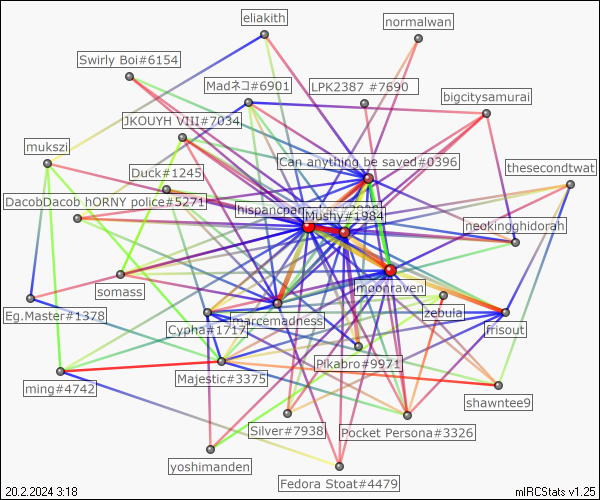 eliakith
normalwan
Swirly Boi#6154
Madネコ#6901
LPK2387 #7690
bigcitysamurai
JKOUYH VIII#7034
mukszi
Can anything be saved#0396
thesecondtwat
Duck#1245
DacobDacob hORNY police#5271
hispancpan
Mushy#1984
neokingghidorah
somass
moonraven
Eg.Master#1378
zebula
Cypha#1717
marcemadness
frisout
Pikabro#9971
Majestic#3375
ming#4742
shawntee9
Silver#7938
Pocket Persona#3326
yoshimanden
Fedora Stoat#4479
20.2.2024 3:18
mIRCStats v1.25